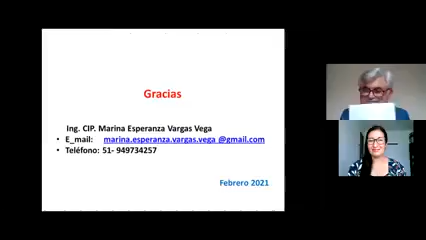 Gracias
Ing. CIP. Marina Esperanza Vargas Vega
• E_mail: marina.esperanza.vargas.vega @gmail.com
• Teléfono: 51- 949734257
Febrero 2021